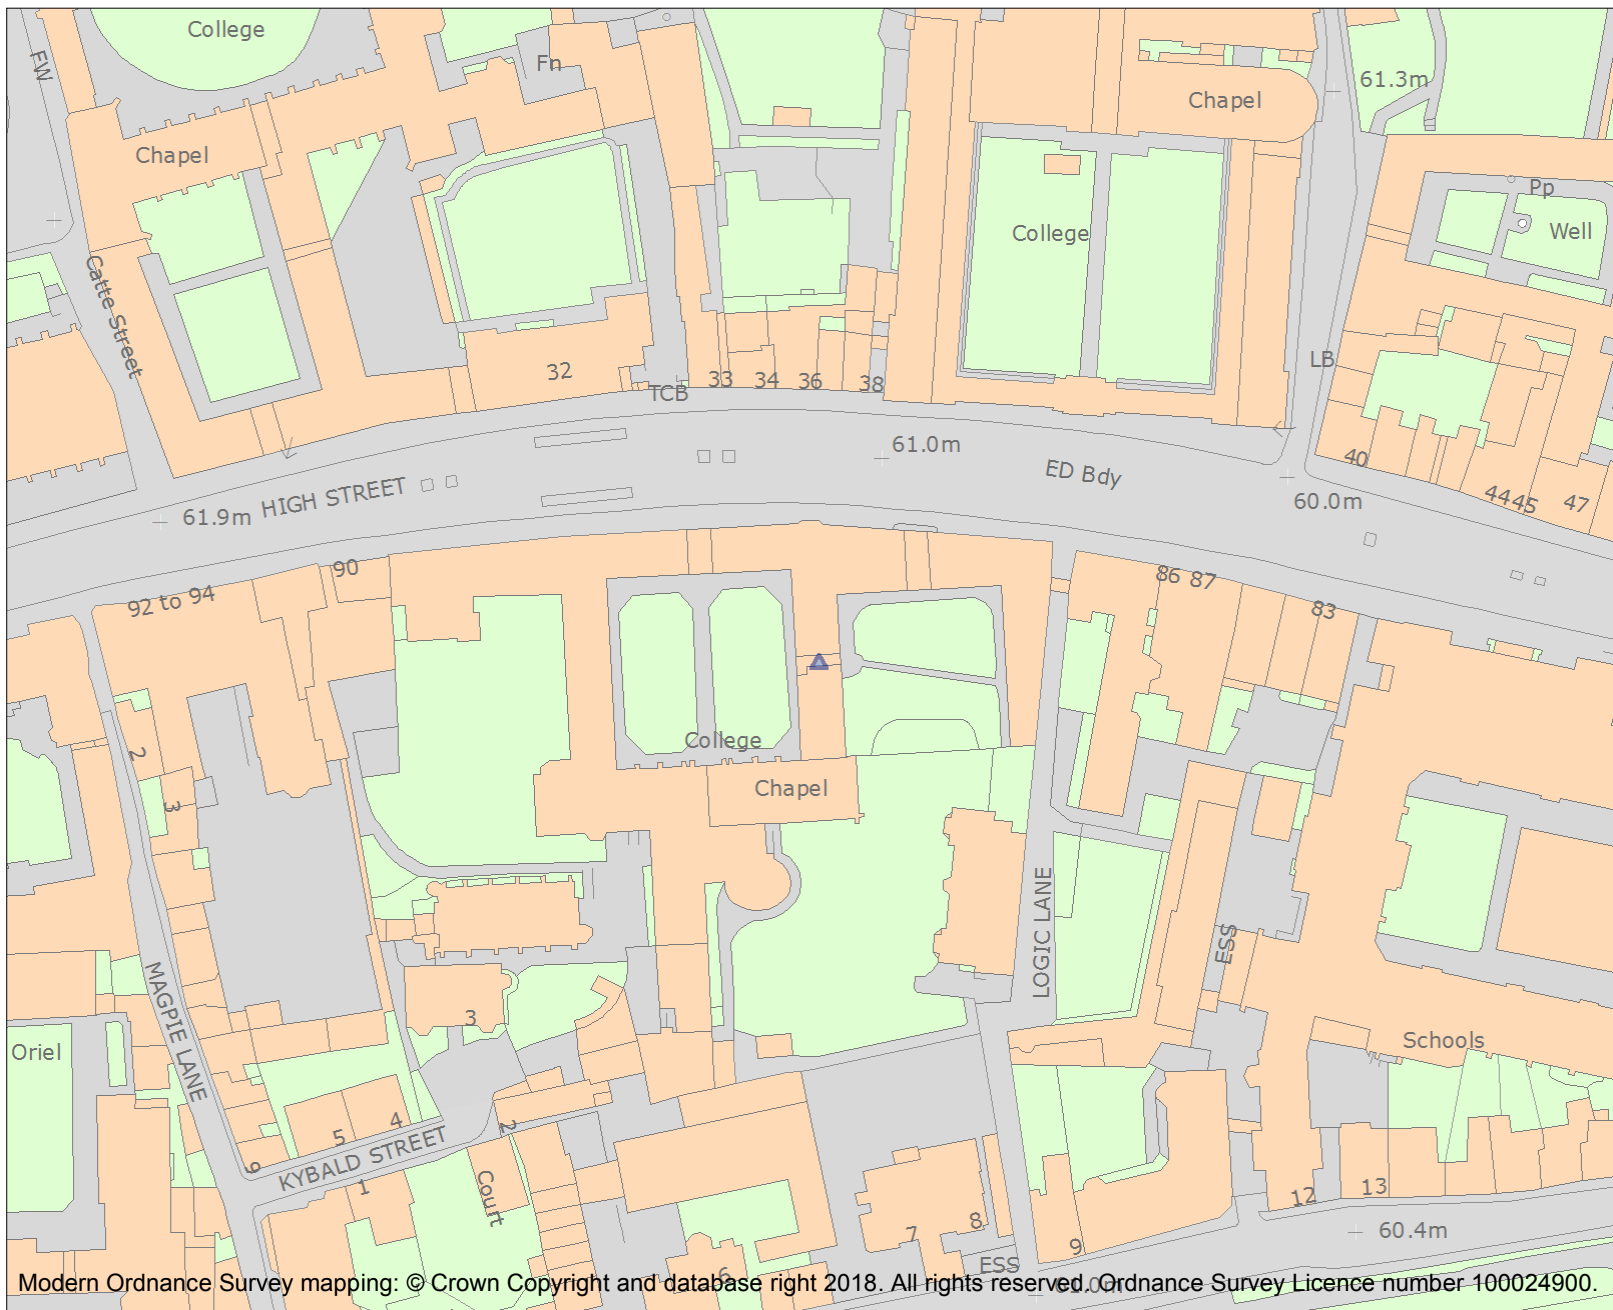 College
FW
Fn
61.3m
Chapel
Chapel
Pp
College
Well
Catte Street
LB
32
TCB
33
34
36
38
61.0m
40
ED Bdy
HIGH STREET
61.9m
60.0m
44
45
47
90
92 to 94
86
87
83
College
2
Chapel
3
LOGIC LANE
ESS
MAGPIE LANE
3
Oriel
Schools
5
4
2
KYBALD STREET
9
1
Court
12
13
7
8
9
60.4m
ESS
6
61.0m
Modern Ordnance Survey mapping: © Crown Copyright and database right 2018. All rights reserved. Ordnance Survey Licence number 100024900.